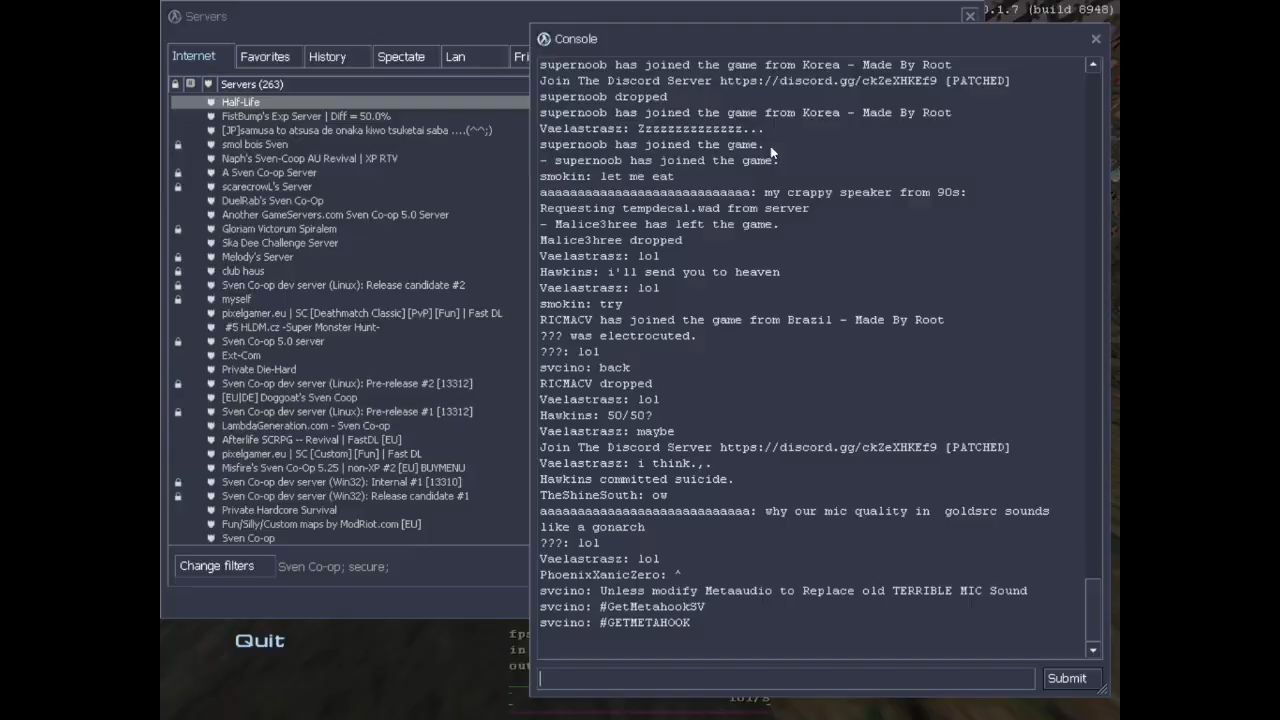 Servers
).1.7 (build 8948)
Internet
Favorites
History
Spectate
Lan
Fri
Servers (263)
Half-Life
FistBump's Exp Server | Diff = 50.0%
[JP]samusa to atsusa de onaka kiwo tsuketai saba ....(^^;)
smol bois Sven
Naph's Sven-Coop AU Revival | XP RTV
A Sven Co-op Server
scarecrowL's Server
DuelRab's Sven Co-Op
Another GameServers.com Sven Co-op 5.0 Server
Gloriam Victorum Spiralem
Ska Dee Challenge Server
Melody's Server
club haus
Sven Co-op dev server (Linux): Release candidate #2
myself
pixelgamer.eu | SC [Deathmatch Classic] [PvP] [Fun] | Fast DL
#5 HLDM.cz -Super Monster Hunt-
Sven Co-op 5.0 server
Ext-Com
Private Die-Hard
Sven Co-op dev server (Linux): Pre-release #2 [13312]
[EU|DE] Doggoat's Sven Coop
Sven Co-op dev server (Linux): Pre-release #1 [13312]
LambdaGeneration.com - Sven Co-op
Afterlife SCRPG -- Revival | FastDL [EU]
pixelgamer.eu | SC [Custom] [Fun] | Fast DL
Misfire's Sven Co-Op 5.25 | non-XP #2 [EU] BUYMENU
Sven Co-op dev server (Win32): Internal #1 [13310]
Sven Co-op dev server (Win32): Release candidate #1
Private Hardcore Survival
Fun/Silly/Custom maps by ModRiot.com [EU]
Sven Co-op
Change filters
Sven Co-op; secure;
Quit
fps
in
out
Console
supernoob has joined the game from Korea - Made By Root
Join The Discord Server https://discord.gg/ckZeXHKEf9 [PATCHED]
supernoob dropped
supernoob has joined the game from Korea - Made By Root
Vaelastrasz: Zzzzzzzzzzzzz...
supernoob has joined the game.
- supernoob has joined the game.
smokin: let me eat
aaaaaaaaaaaaaaaaaaaaaaaaaaaa: my crappy speaker from 90s:
Requesting tempdecal.wad from server
- Malice3hree has left the game.
Malice3hree dropped
Vaelastrasz: lol
Hawkins: i'll send you to heaven
Vaelastrasz: lol
smokin: try
RICMACV has joined the game from Brazil - Made By Root
??? was electrocuted.
???: lol
svcino: back
RICMACV dropped
Vaelastrasz: lol
Hawkins: 50/50?
Vaelastrasz: maybe
Join The Discord Server https://discord.gg/ckZeXHKEf9 [PATCHED]
Vaelastrasz: i think.,.
Hawkins committed suicide.
TheShineSouth: ow
aaaaaaaaaaaaaaaaaaaaaaaaaaaa: why our mic quality in  goldsrc sounds
like a gonarch
???: lol
Vaelastrasz: lol
PhoenixXanicZero: ^
svcino: Unless modify Metaaudio to Replace old TERRIBLE MIC Sound
svcino: #GetMetahookSV
svcino: #GETMETAHOOK
Submit